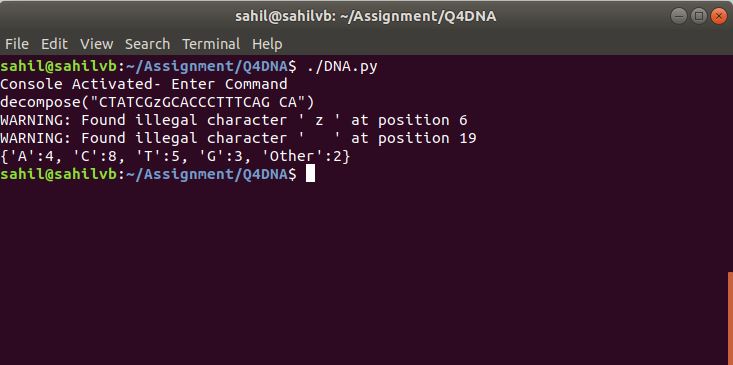 sahil@sahilvb: ~/Assignment/Q4DNA
File Edit View Search Terminal Help
sahil@sahilvb:~/Assignment/Q4DNA$ ./DNA.py
Console Activated- Enter Command
decompose("CTATCGzGCACCCTTTCAG CA")
WARNING: Found illegal character ' z ' at position 6
WARNING: Found illegal character '   ' at position 19
{'A':4, 'C':8, 'T':5, 'G':3, 'Other':2}
sahil@sahilvb:~/Assignment/Q4DNA$